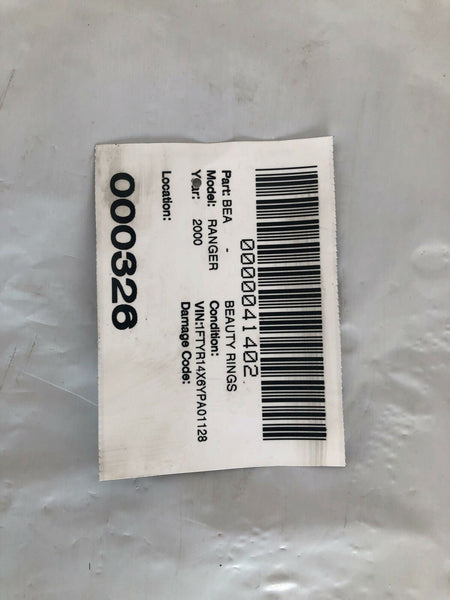 0000041402
Part: BEA - BEAUTY RINGS
Model: RANGER Condition:
Year: 2000 VIN:1FTYR14X6YPA01128
Damage Code:
Location:
000326